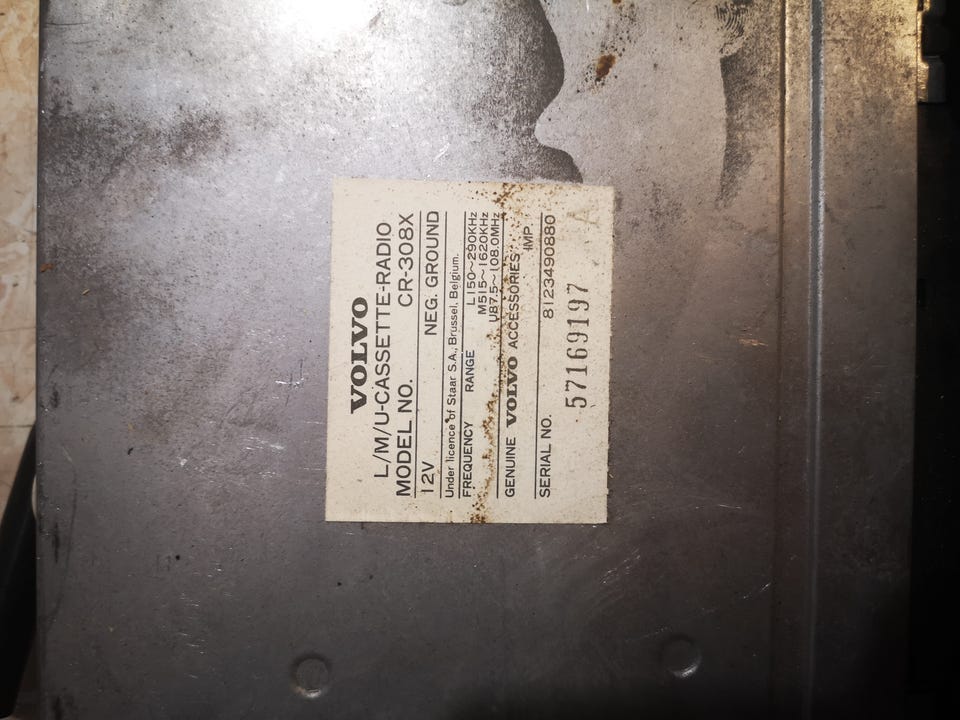 VOLVO
L/M/U-CASSETTE-RADIO
MODEL NO. CR-308X
12V NEG. GROUND
Under licence of Staar S.A., Brussel, Belgium.
FREQUENCY RANGE L150~290KHz
M515~1620KHz
U87.5~108.0MHz
GENUINE VOLVO ACCESSORIES IMP.
SERIAL NO. 8123490880
57169197
A